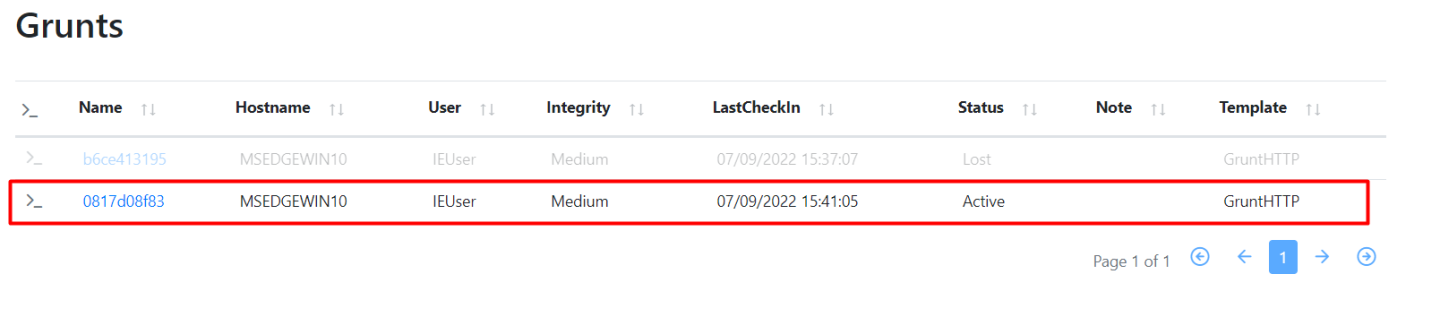 Grunts
>_ Name ↑↓ Hostname ↑↓ User ↑↓ Integrity ↑↓ LastCheckIn ↑↓ Status ↑↓ Note ↑↓ Template ↑↓
>_ b6ce413195 MSEDGEWIN10 IEUser Medium 07/09/2022 15:37:07 Lost GruntHTTP
>_ 0817d08f83 MSEDGEWIN10 IEUser Medium 07/09/2022 15:41:05 Active GruntHTTP
Page 1 of 1 ← 1 →